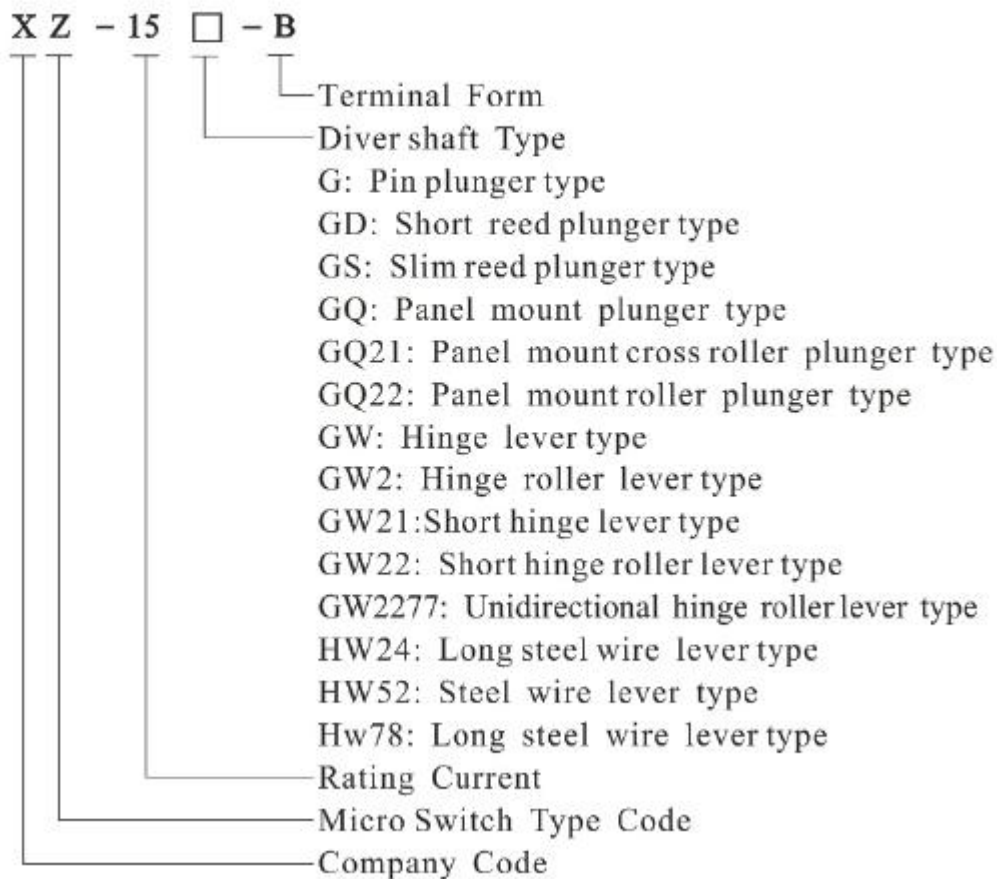 X Z - 15 □ - B
Terminal Form
Diver shaft Type
G: Pin plunger type
GD: Short reed plunger type
GS: Slim reed plunger type
GQ: Panel mount plunger type
GQ21: Panel mount cross roller plunger type
GQ22: Panel mount roller plunger type
GW: Hinge lever type
GW2: Hinge roller lever type
GW21:Short hinge lever type
GW22: Short hinge roller lever type
GW2277: Unidirectional hinge roller lever type
HW24: Long steel wire lever type
HW52: Steel wire lever type
Hw78: Long steel wire lever type
Rating Current
Micro Switch Type Code
Company Code